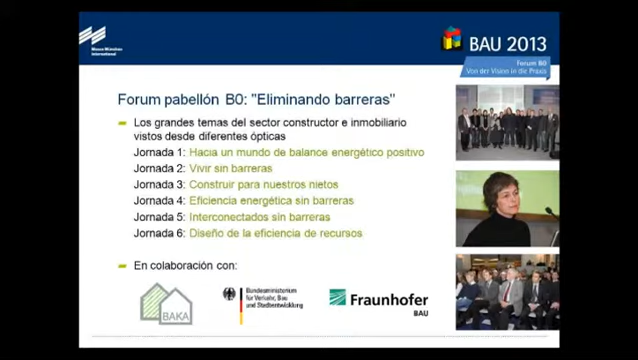 Messe München
International
BAU 2013
Forum B0
Von der Vision in die Praxis
Forum pabellón B0: "Eliminando barreras"
Los grandes temas del sector constructor e inmobiliario
vistos desde diferentes ópticas
Jornada 1: Hacia un mundo de balance energético positivo
Jornada 2: Vivir sin barreras
Jornada 3: Construir para nuestros nietos
Jornada 4: Eficiencia energética sin barreras
Jornada 5: Interconectados sin barreras
Jornada 6: Diseño de la eficiencia de recursos
En colaboración con:
BAKA
Bundesministerium
für Verkehr, Bau
und Stadtentwicklung
Fraunhofer
BAU